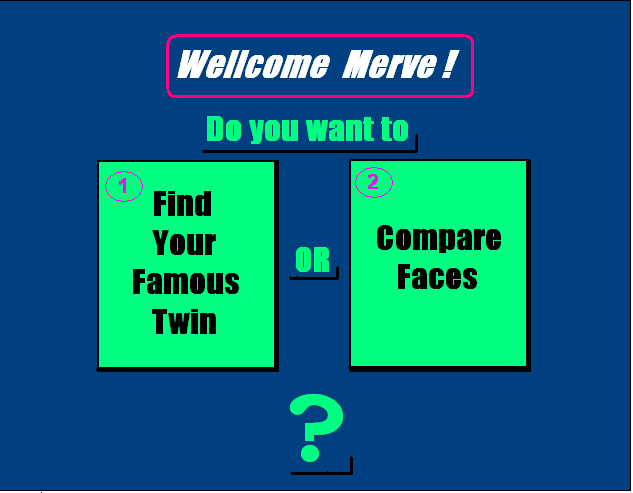 Wellcome Merve !
Do you want to
1
Find
Your
Famous
Twin
OR
2
Compare
Faces
?